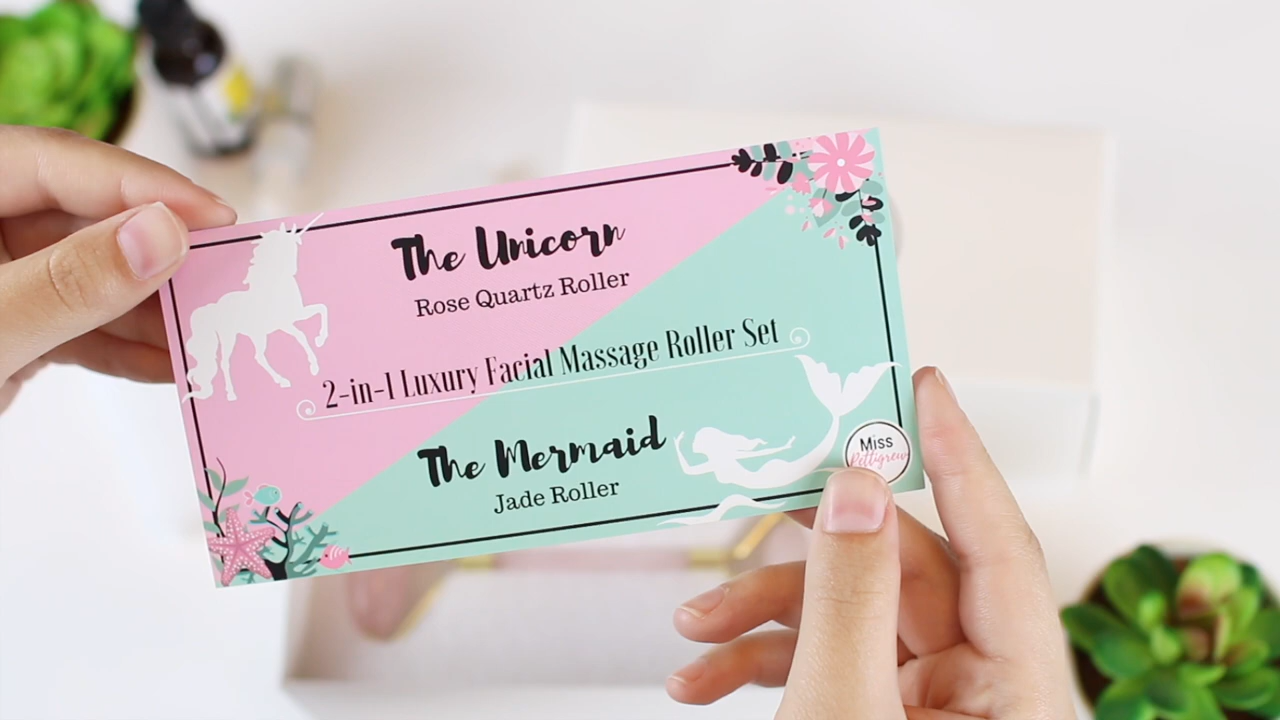 The Unicorn
Rose Quartz Roller
2-in-1 Luxury Facial Massage Roller Set
The Mermaid
Jade Roller
Miss
Pettigrew